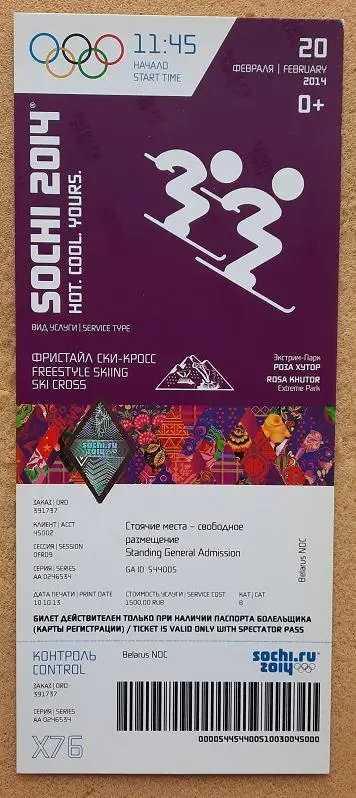 11:45
НАЧАЛО
START TIME
20
ФЕВРАЛЯ | FEBRUARY
2014
0+
SOCHI 2014
HOT. COOL. YOURS.
ВИД УСЛУГИ | SERVICE TYPE
ФРИСТАЙЛ СКИ-КРОСС
FREESTYLE SKIING
SKI CROSS
Экстрим-Парк
РОЗА ХУТОР
ROSA KHUTOR
Extreme Park
sochi.ru
2014
ЗАКАЗ | ORD
391737
КЛИЕНТ | ACCT
45002
СЕССИЯ | SESSION
OFR09
СЕРИЯ | SERIES
AA 0246534
Стоячие места – свободное
размещение
Standing General Admission
GA ID 544005
Belarus NOC
ДАТА ПЕЧАТИ | PRINT DATE
10.10.13
СТОИМОСТЬ УСЛУГИ | SERVICE COST
1500,00 RUB
КАТ | CAT
B
БИЛЕТ ДЕЙСТВИТЕЛЕН ТОЛЬКО ПРИ НАЛИЧИИ ПАСПОРТА БОЛЕЛЬЩИКА
(КАРТЫ РЕГИСТРАЦИИ) / TICKET IS VALID ONLY WITH SPECTATOR PASS
КОНТРОЛЬ
CONTROL
Belarus NOC
sochi.ru
2014
ЗАКАЗ | ORD
391737
СЕРИЯ | SERIES
AA 0246534
X76
000054454400510030045000